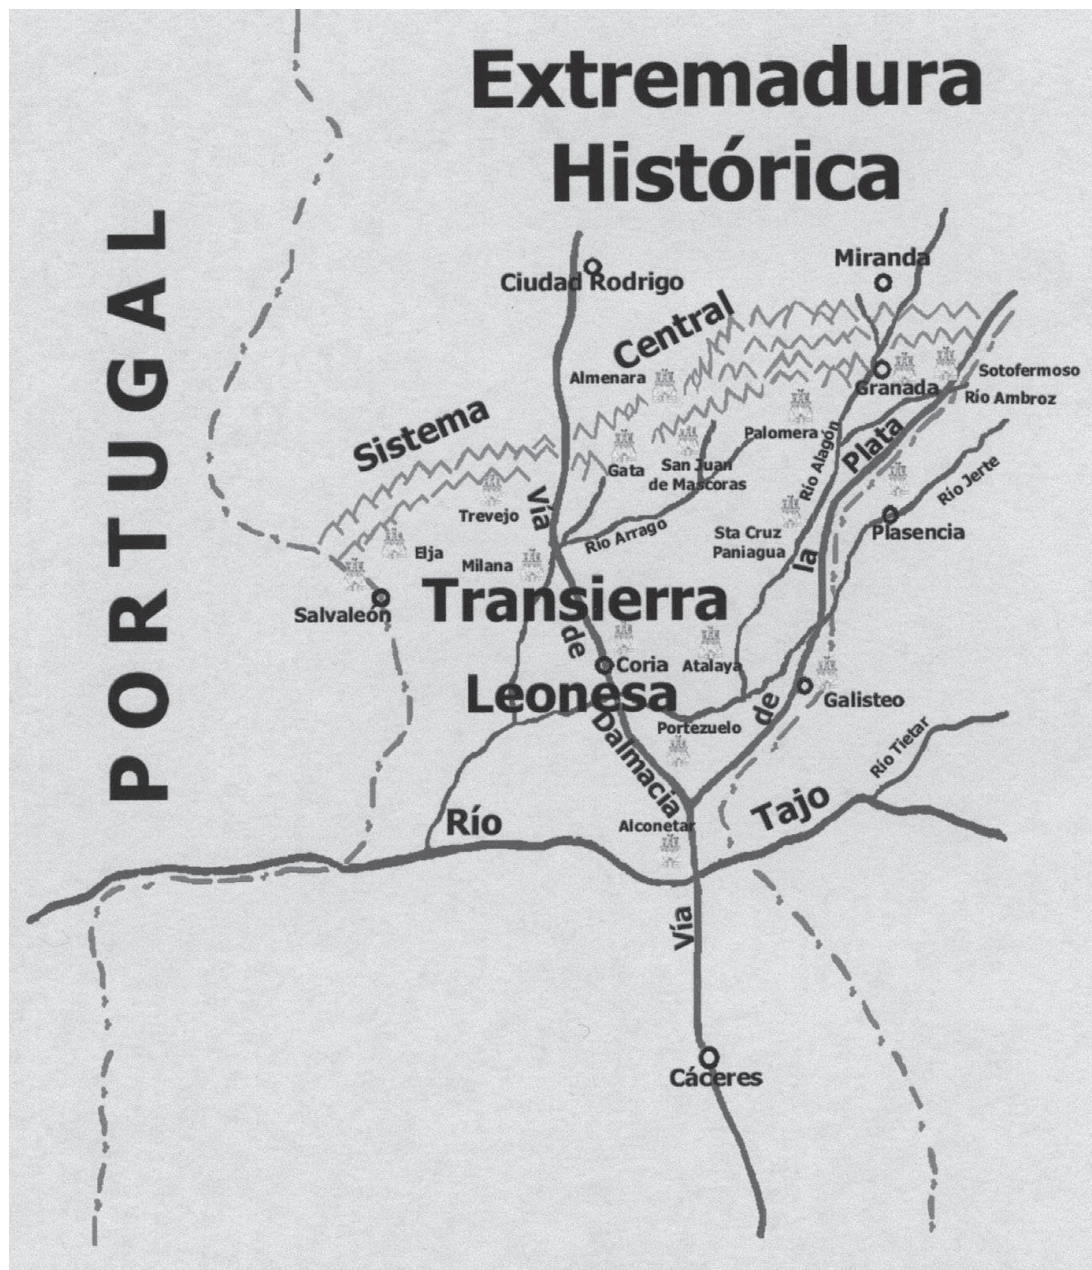 Extremadura
Histórica
PORTUGAL
Miranda
Ciudad Rodrigo
Central
Almenara
Sotofermoso
Granada
Río Ambroz
Sistema
Palomera
Plata
Río Alagón
Gata
San Juan
de Mascoras
Río Jerte
Trevejo
Vía
Río Arrago
Sta Cruz
Paniagua
Plasencia
Elja
Milana
la
Salvaleón
Transierra
de
Coria
Atalaya
Leonesa
Galisteo
de
Portezuelo
Dalmacia
Río Tietar
Río
Tajo
Alconetar
Vía
Cáceres